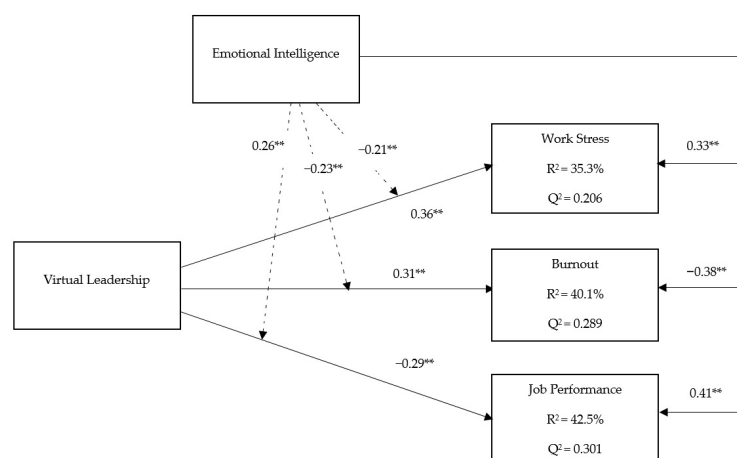 Emotional Intelligence
0.26**
−0.21**
−0.23**
Work Stress
R² = 35.3%
Q² = 0.206
0.33**
0.36**
Virtual Leadership
0.31**
Burnout
R² = 40.1%
Q² = 0.289
−0.38**
−0.29**
Job Performance
R² = 42.5%
Q² = 0.301
0.41**